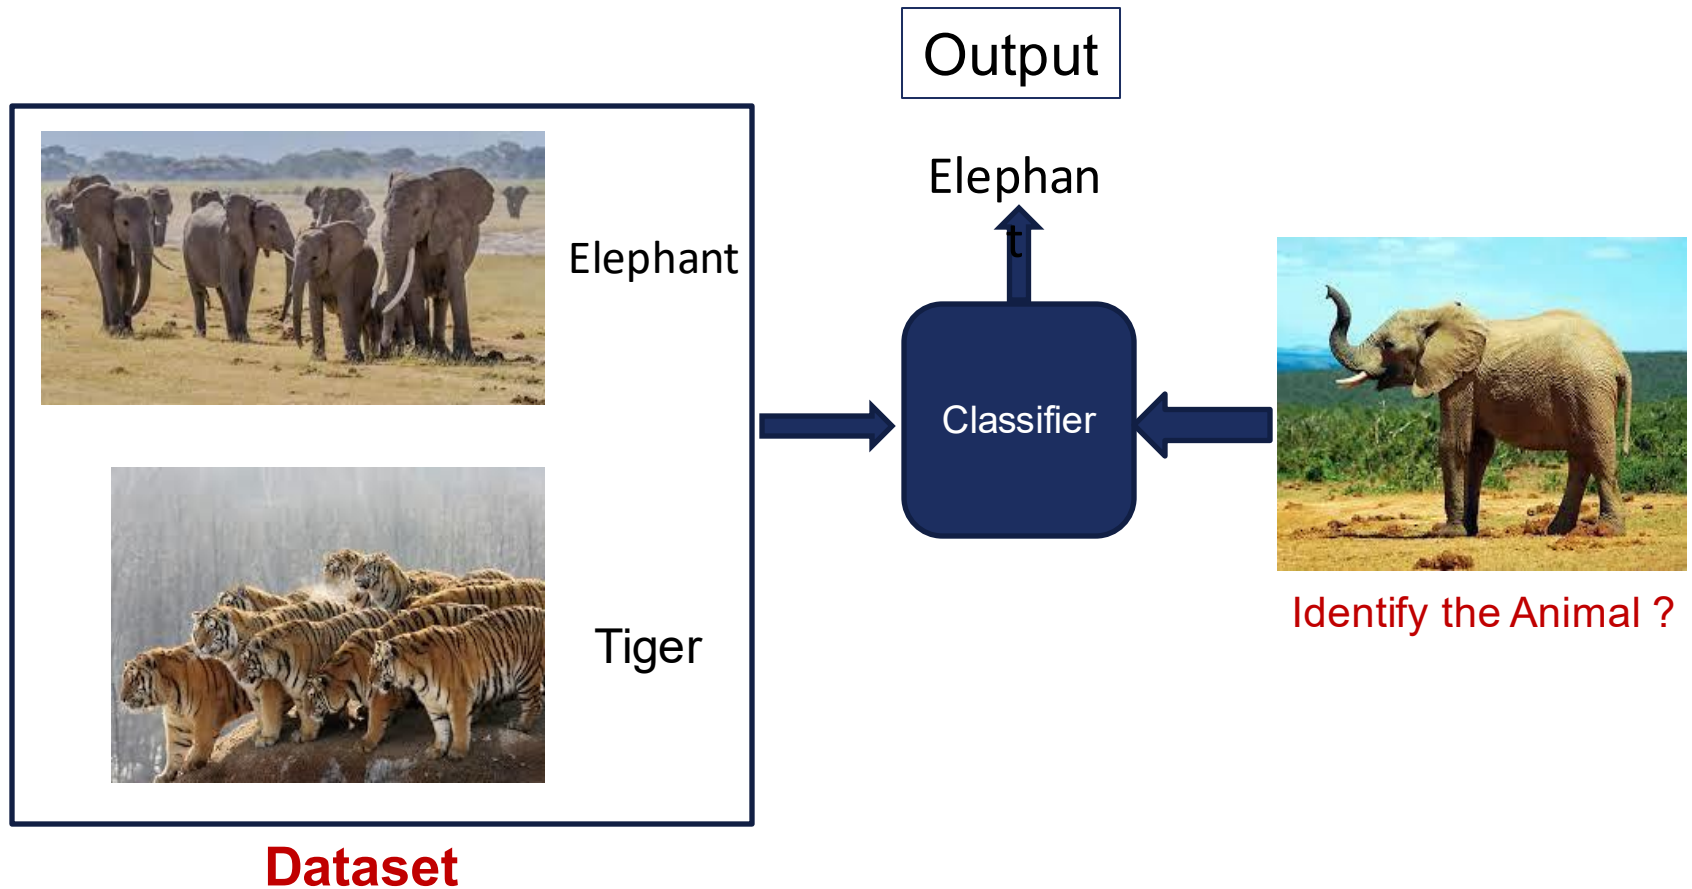 Output
Elephan
t
Elephant
Classifier
Identify the Animal ?
Tiger
Dataset